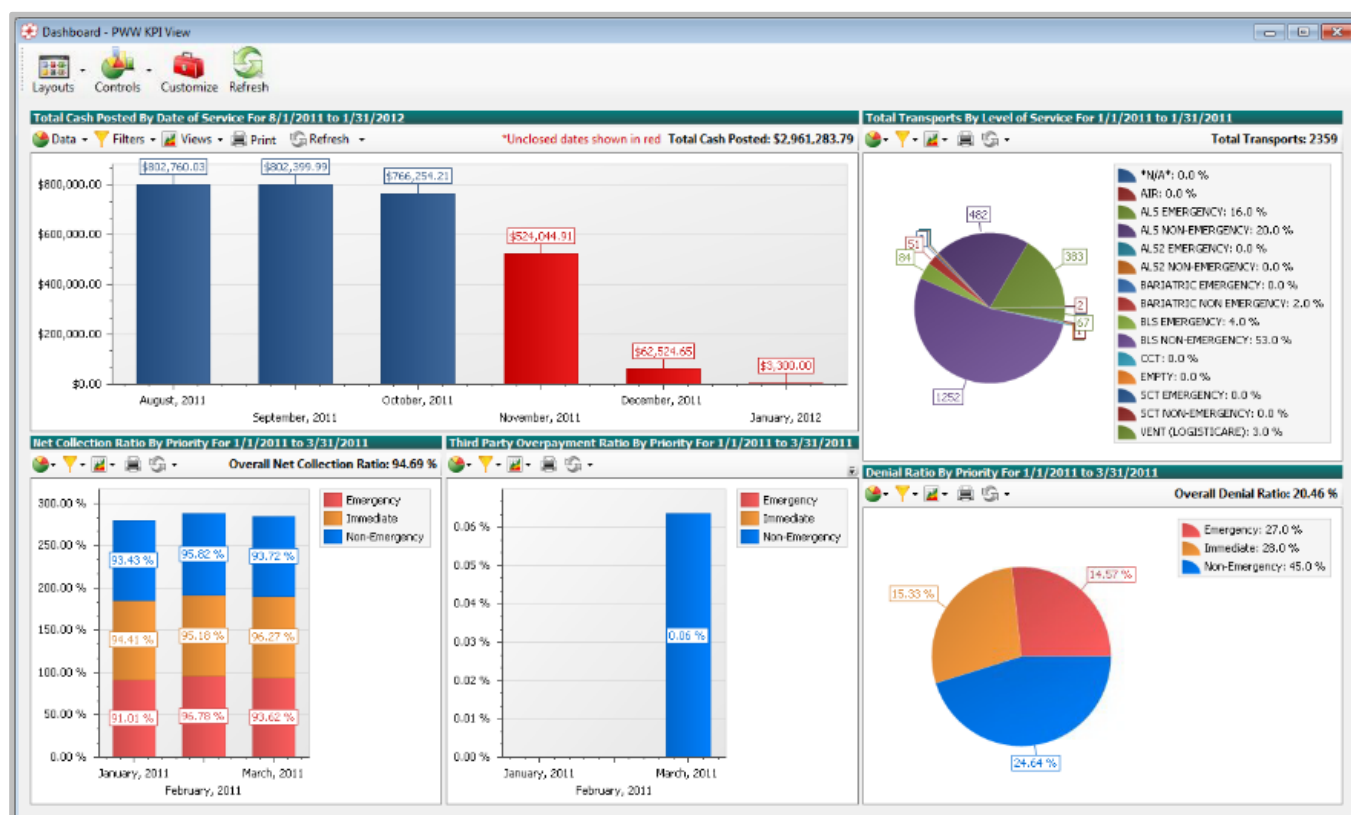 Dashboard - PWW KPI View
Layouts Controls Customize Refresh
Total Cash Posted By Date of Service For 8/1/2011 to 1/31/2012
Data Filters Views Print Refresh *Unclosed dates shown in red Total Cash Posted: $2,961,283.79
$800,000.00
$600,000.00
$400,000.00
$200,000.00
$0.00
$802,760.03
$802,399.99
$766,254.21
$524,044.91
$62,524.65
$3,300.00
August, 2011
September, 2011
October, 2011
November, 2011
December, 2011
January, 2012
Total Transports By Level of Service For 1/1/2011 to 1/31/2011
Total Transports: 2359
482
383
51
84
2
67
1252
*N/A*: 0.0 %
AIR: 0.0 %
ALS EMERGENCY: 16.0 %
ALS NON-EMERGENCY: 20.0 %
ALS2 EMERGENCY: 0.0 %
ALS2 NON-EMERGENCY: 0.0 %
BARIATRIC EMERGENCY: 0.0 %
BARIATRIC NON EMERGENCY: 2.0 %
BLS EMERGENCY: 4.0 %
BLS NON-EMERGENCY: 53.0 %
CCT: 0.0 %
EMPTY: 0.0 %
SCT EMERGENCY: 0.0 %
SCT NON-EMERGENCY: 0.0 %
VENT (LOGISTICARE): 3.0 %
Net Collection Ratio By Priority For 1/1/2011 to 3/31/2011
Overall Net Collection Ratio: 94.69 %
300.00 %
250.00 %
200.00 %
150.00 %
100.00 %
50.00 %
0.00 %
93.43 %
95.82 %
93.72 %
94.41 %
95.18 %
96.27 %
91.01 %
96.78 %
93.62 %
January, 2011
February, 2011
March, 2011
Emergency
Immediate
Non-Emergency
Third Party Overpayment Ratio By Priority For 1/1/2011 to 3/31/2011
0.06 %
0.05 %
0.04 %
0.03 %
0.02 %
0.01 %
0.00 %
0.06 %
January, 2011
February, 2011
March, 2011
Emergency
Immediate
Non-Emergency
Denial Ratio By Priority For 1/1/2011 to 3/31/2011
Overall Denial Ratio: 20.46 %
Emergency: 27.0 %
Immediate: 28.0 %
Non-Emergency: 45.0 %
14.57 %
15.33 %
24.64 %